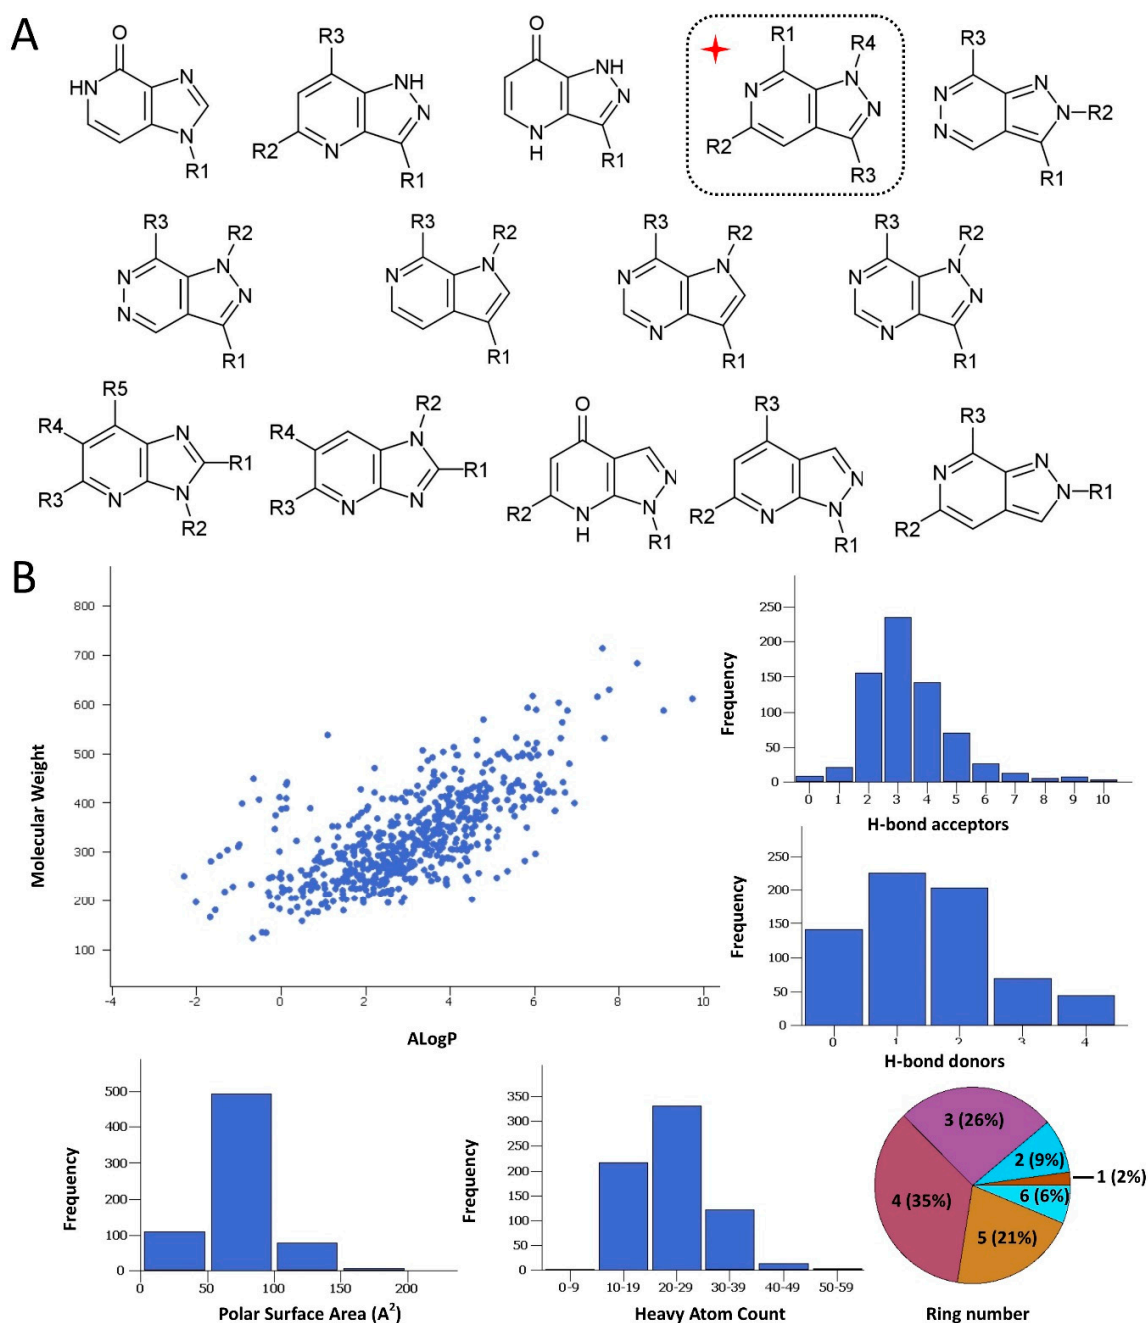 A
O
HN
N
N
R1
R3
NH
N
R2
N
R1
O
NH
N
N
H
R1
R1
R4
N
N
N
R2
R3
R3
N
N
N
N
R2
R1
R3
R2
N
N
N
N
R1
R3
R2
N
N
R1
R3
R2
N
N
N
R1
R3
R2
N
N
N
N
R1
R5
R4
N
R1
R3
N
N
R2
R2
R4
N
R1
R3
N
N
O
N
R2
N
H
N
R1
R3
N
R2
N
N
R1
R3
N
N
N
R1
R2
B
Molecular Weight
800
700
600
500
400
300
200
100
-4
-2
0
2
4
6
8
10
ALogP
Frequency
250
200
150
100
50
0
0 1 2 3 4 5 6 7 8 9 10
H-bond acceptors
Frequency
250
200
150
100
50
0
0 1 2 3 4
H-bond donors
Frequency
500
400
300
200
100
0
0 50 100 150 200
Polar Surface Area (A²)
Frequency
350
300
250
200
150
100
50
0
0-9 10-19 20-29 30-39 40-49 50-59
Heavy Atom Count
3 (26%)
2 (9%)
1 (2%)
6 (6%)
4 (35%)
5 (21%)
Ring number